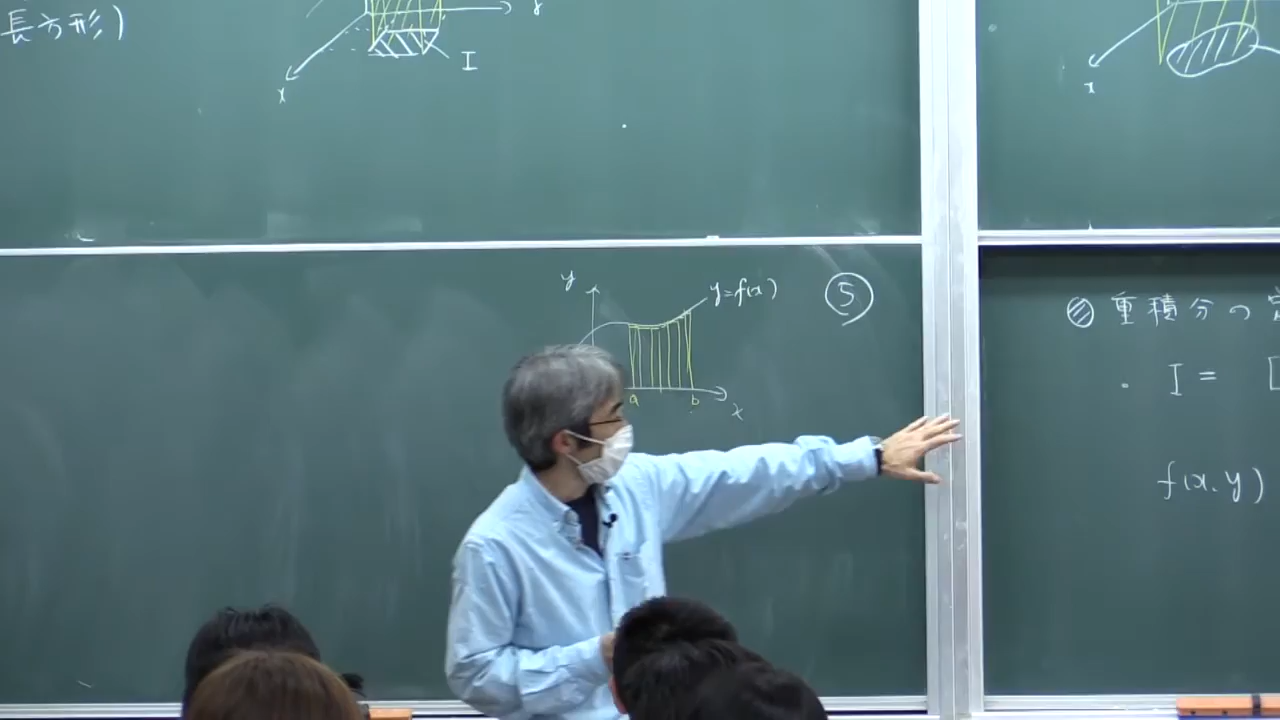 長方形)
y
I
x
x
y
y=f(x)
⑤
a
b
x
重積分の
I = [
f(x,y)